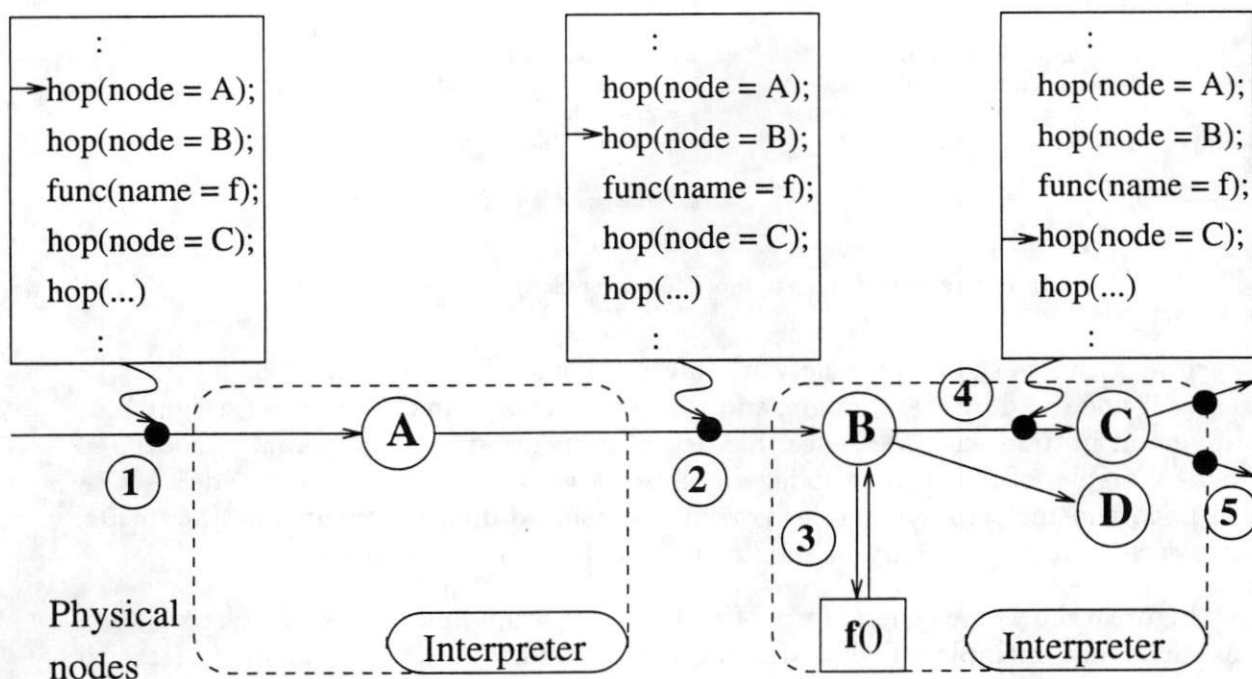 :
hop(node = A);
hop(node = B);
func(name = f);
hop(node = C);
hop(...)
:
:
hop(node = A);
hop(node = B);
func(name = f);
hop(node = C);
hop(...)
:
:
hop(node = A);
hop(node = B);
func(name = f);
hop(node = C);
hop(...)
:
1
A
2
B
4
C
5
3
D
f()
Physical
nodes
Interpreter
Interpreter